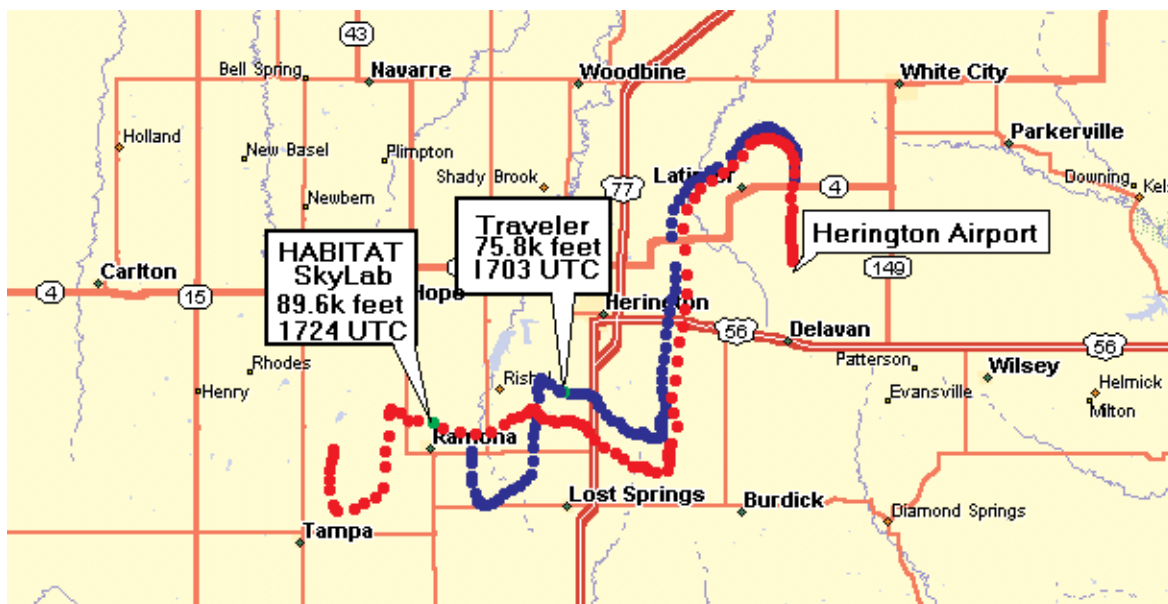 43
Bell Spring
Navarre
Woodbine
White City
Holland
New Basel
Plimpton
Parkerville
Shady Brook
77
Latimer
4
Downing
Kels
Newbern
HABITAT
SkyLab
89.6k feet
1724 UTC
Traveler
75.8k feet
1703 UTC
Herington Airport
149
Carlton
4
15
Hope
Herington
56
Delavan
56
Rhodes
Henry
Patterson
Wilsey
Evansville
Helmick
Milton
Ramona
Lost Springs
Burdick
Diamond Springs
Tampa